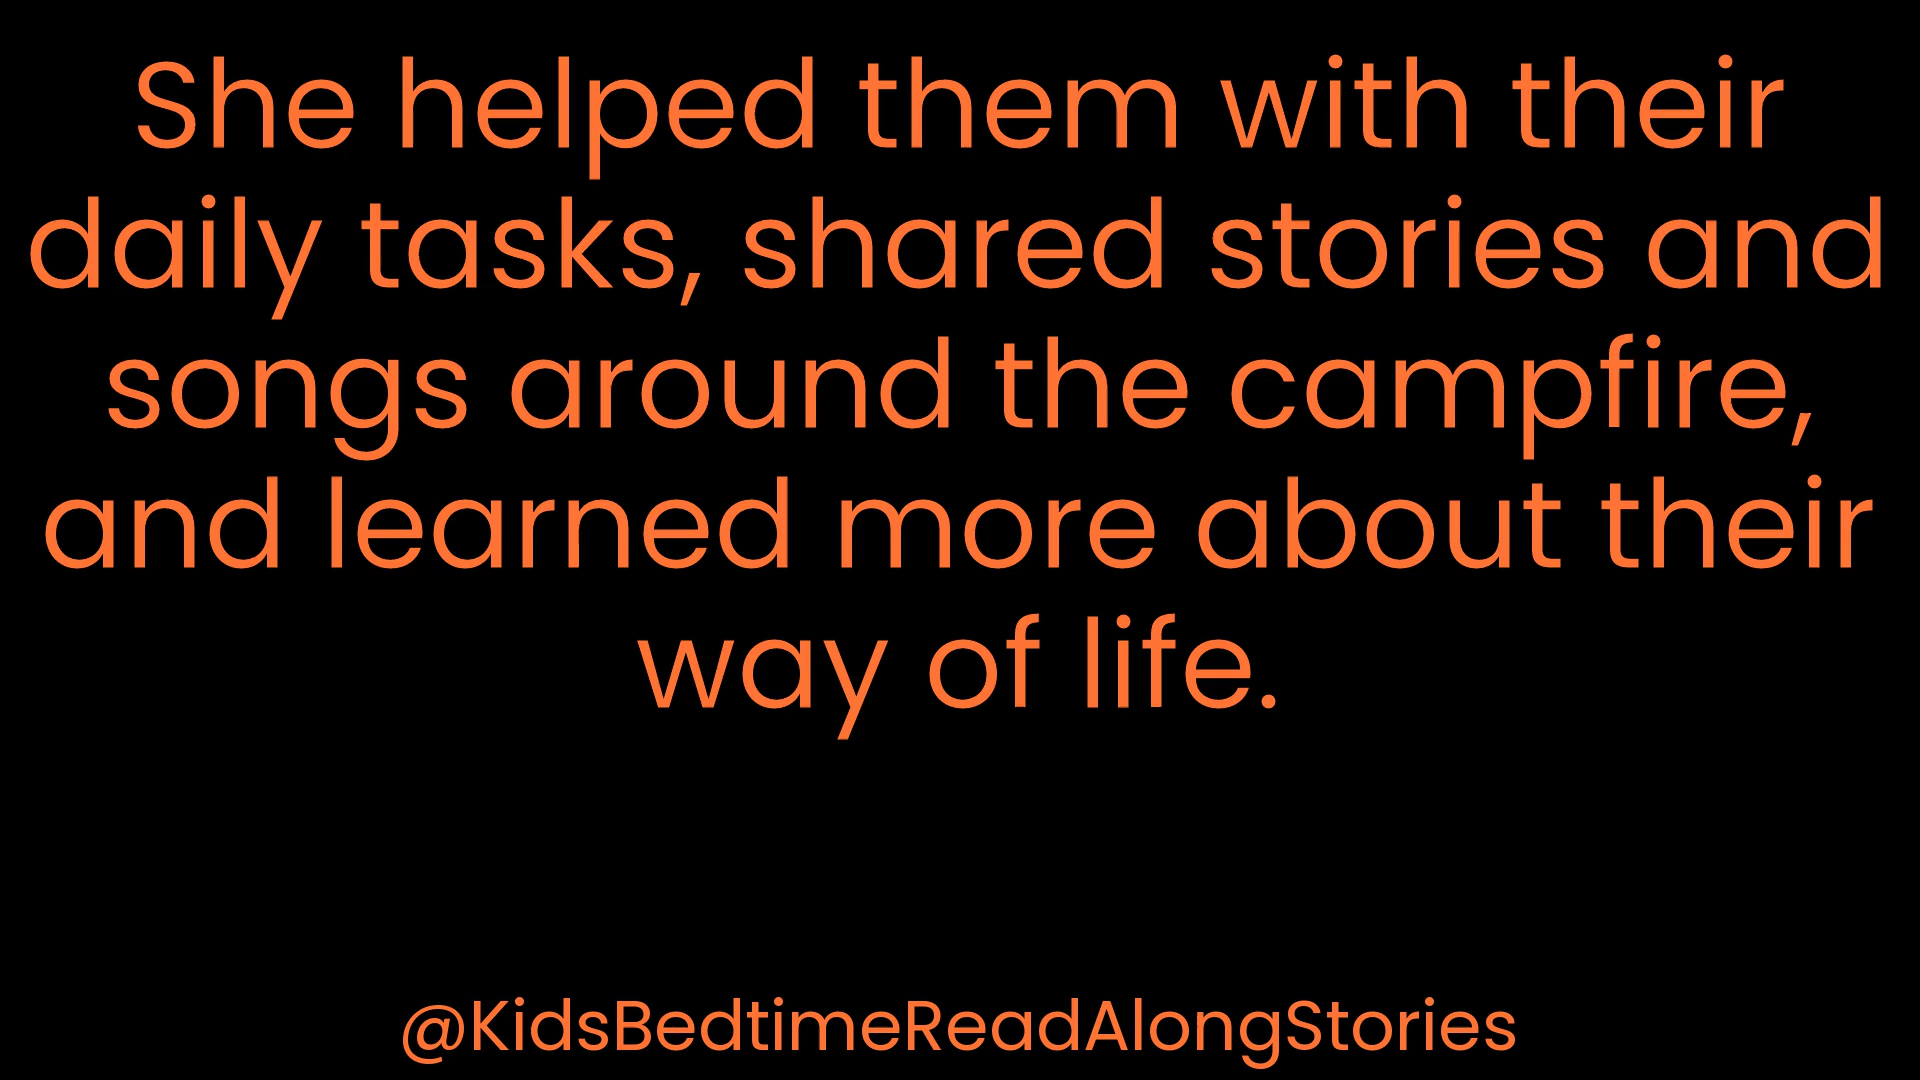 She helped them with their
daily tasks, shared stories and
songs around the campfire,
and learned more about their
way of life.
@KidsBedtimeReadAlongStories